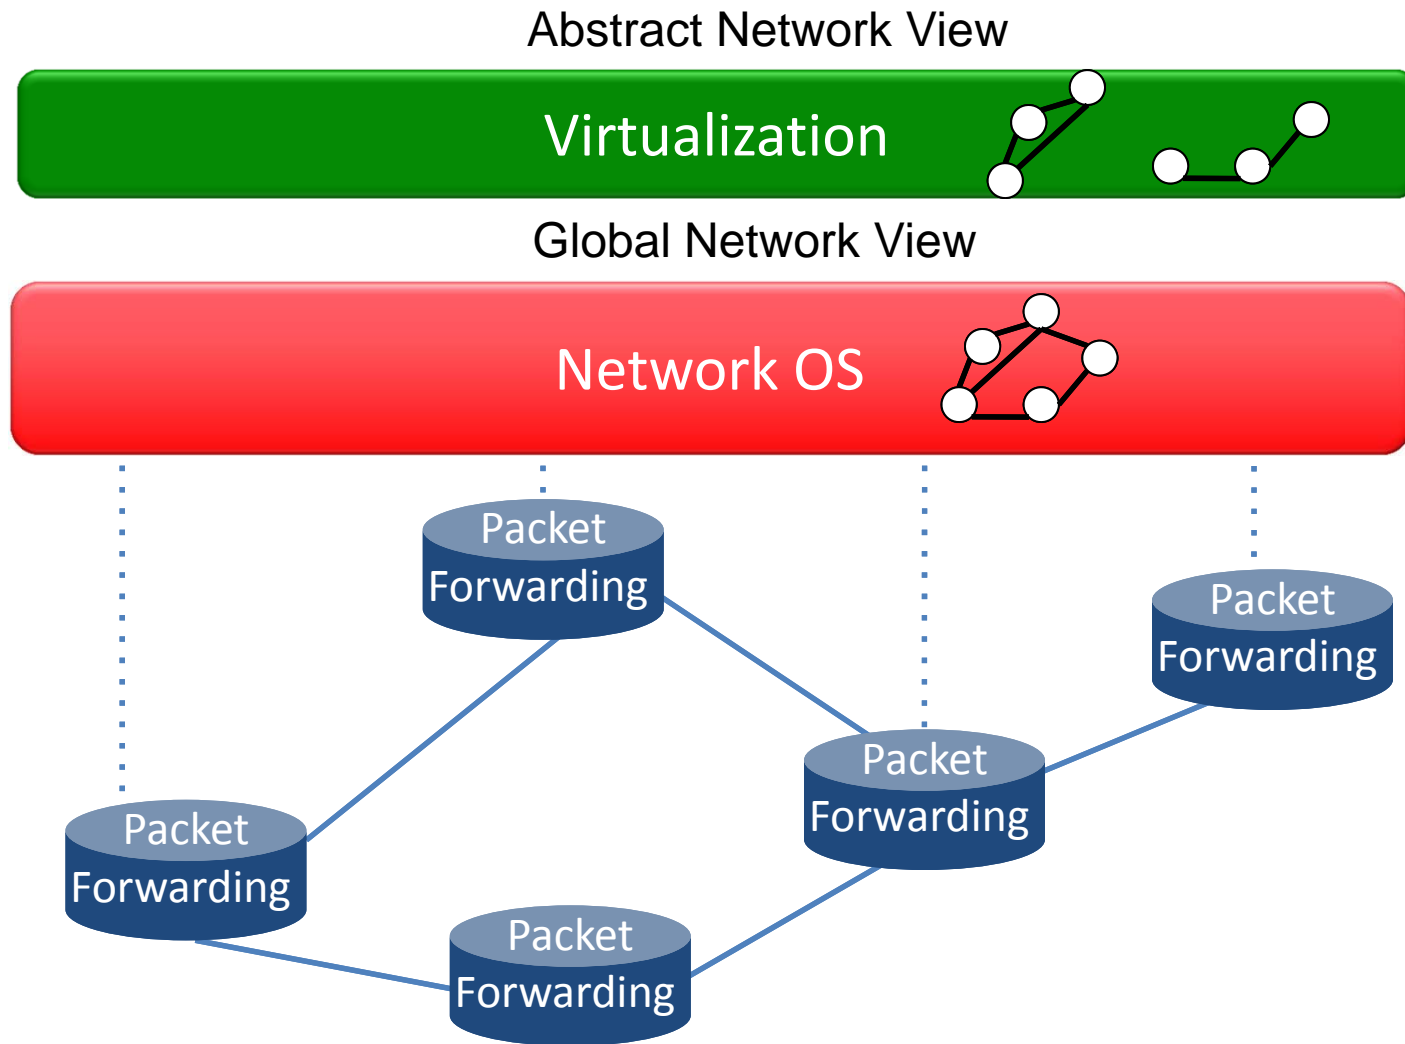 Abstract Network View
Virtualization
Global Network View
Network OS
Packet
Forwarding
Packet
Forwarding
Packet
Forwarding
Packet
Forwarding
Packet
Forwarding